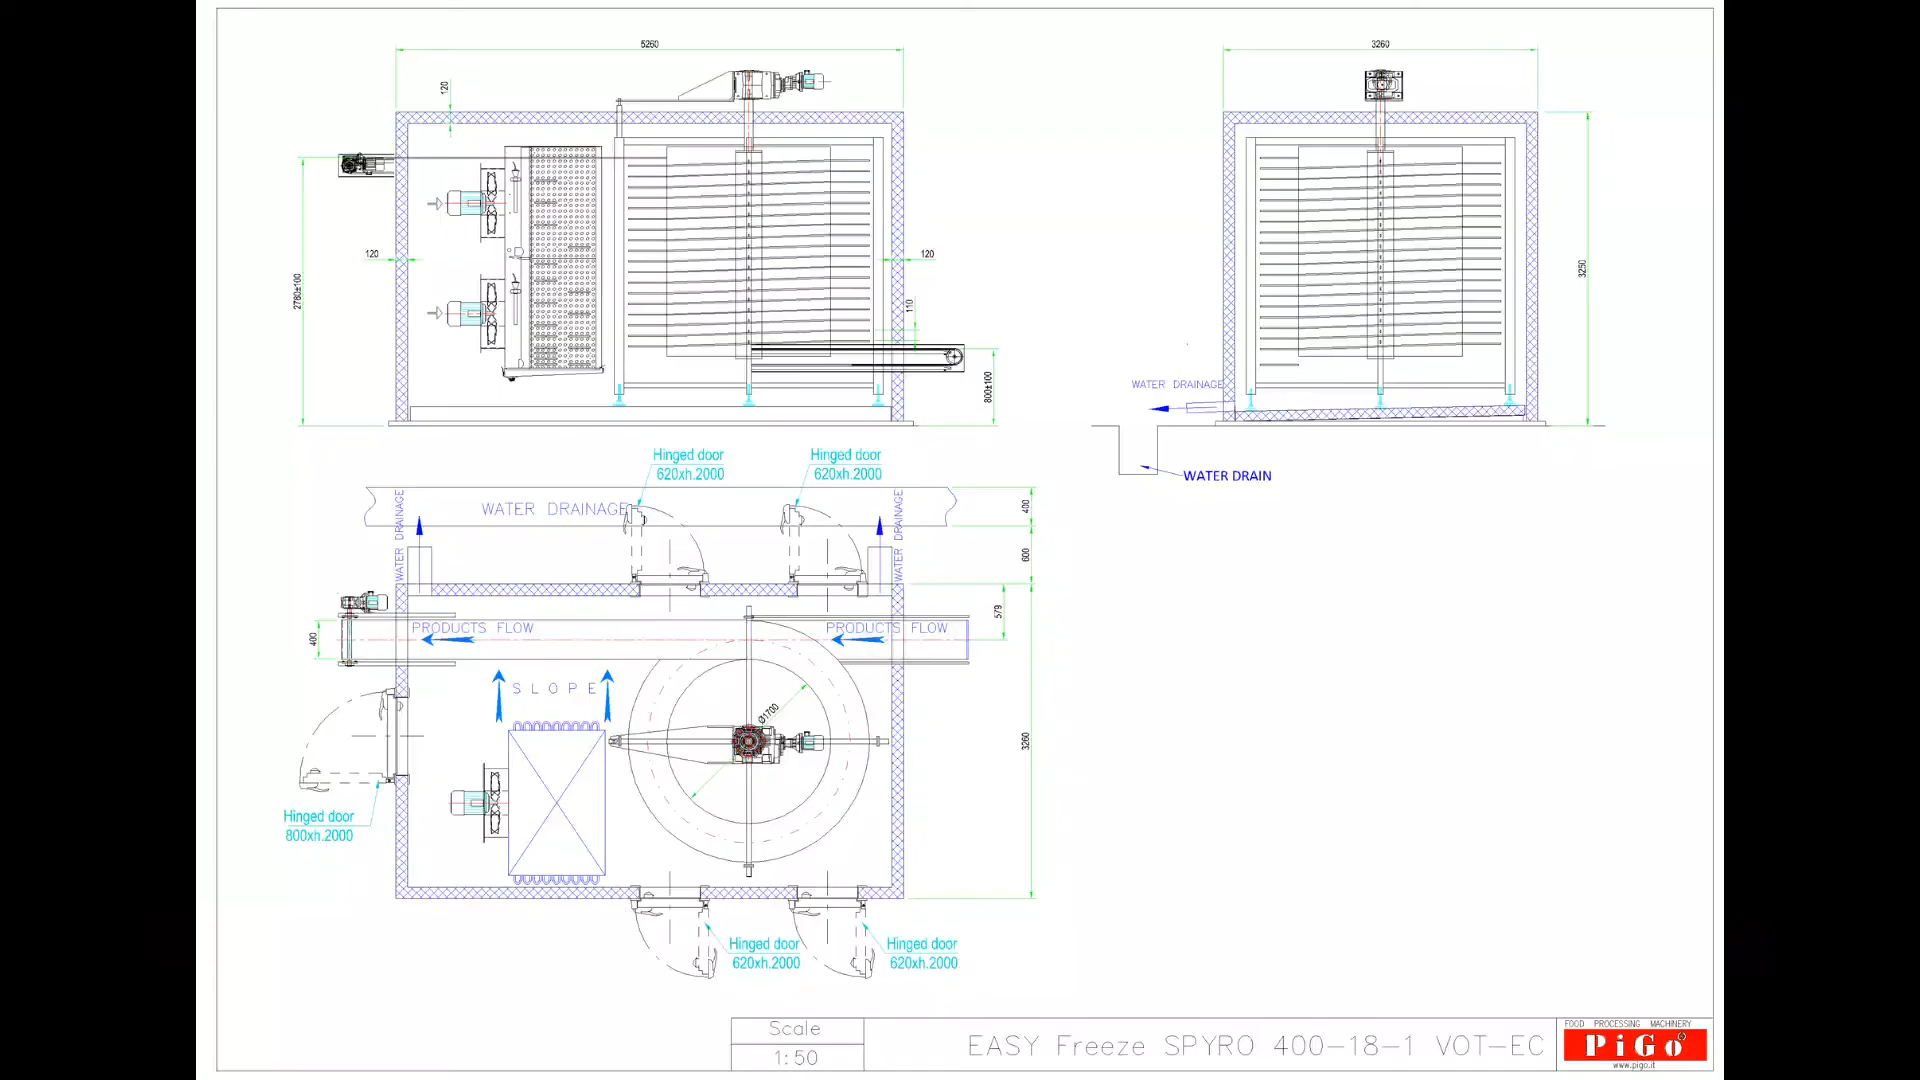 5260
3260
120
120
120
2780±100
110
800±100
3250
WATER DRAINAGE
WATER DRAIN
Hinged door
620xh.2000
Hinged door
620xh.2000
WATER DRAINAGE
WATER DRAINAGE
WATER DRAINAGE
400
600
579
3260
400
PRODUCTS FLOW
PRODUCTS FLOW
SLOPE
Ø1700
Hinged door
800xh.2000
Hinged door
620xh.2000
Hinged door
620xh.2000
Scale
1:50
EASY Freeze SPYRO 400-18-1 VOT-EC
FOOD PROCESSING MACHINERY
PiGo
www.pigo.it